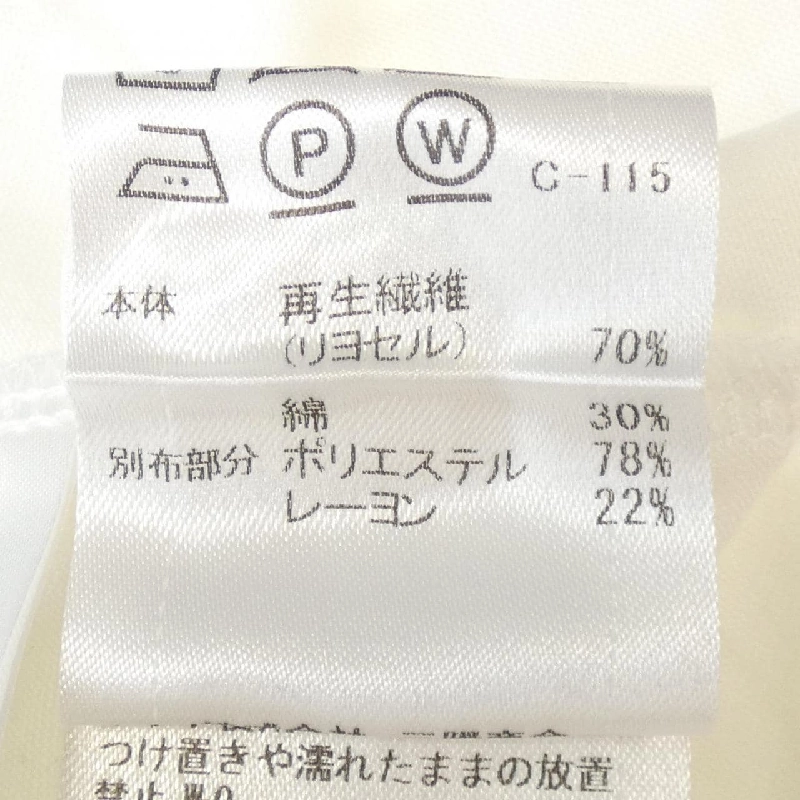 P W C-115
本体 再生繊維
(リヨセル) 70%
綿 30%
別布部分 ポリエステル 78%
レーヨン 22%
つけ置きや濡れたままの放置
禁止